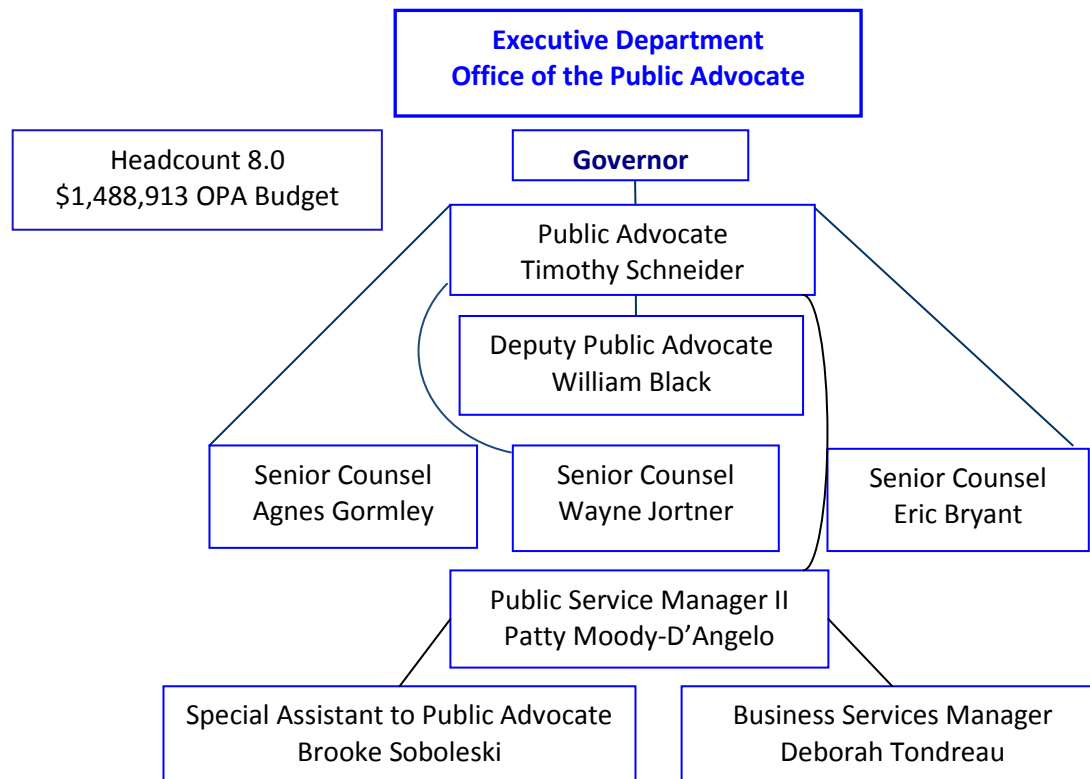 Executive Department
Office of the Public Advocate
Headcount 8.0
$1,488,913 OPA Budget
Governor
Public Advocate
Timothy Schneider
Deputy Public Advocate
William Black
Senior Counsel
Agnes Gormley
Senior Counsel
Wayne Jortner
Senior Counsel
Eric Bryant
Public Service Manager II
Patty Moody-D’Angelo
Special Assistant to Public Advocate
Brooke Soboleski
Business Services Manager
Deborah Tondreau